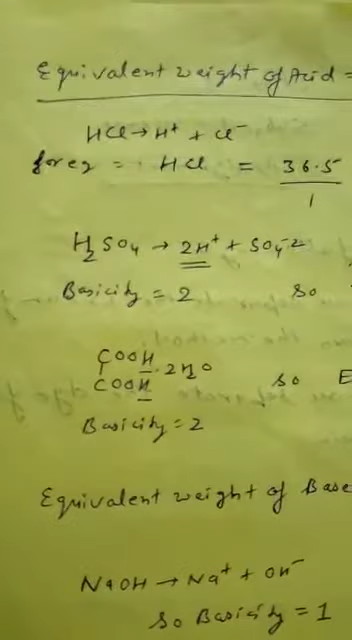 Equivalent weight of Acid =
HCl → H⁺ + Cl⁻
for eg = HCl = 36.5
1
H₂SO₄ → 2H⁺ + SO₄⁻²
Basicity = 2 so
COOH
COOH . 2H₂O so E
Basicity = 2
Equivalent weight of Base
NaOH → Na⁺ + OH⁻
so Basicity = 1